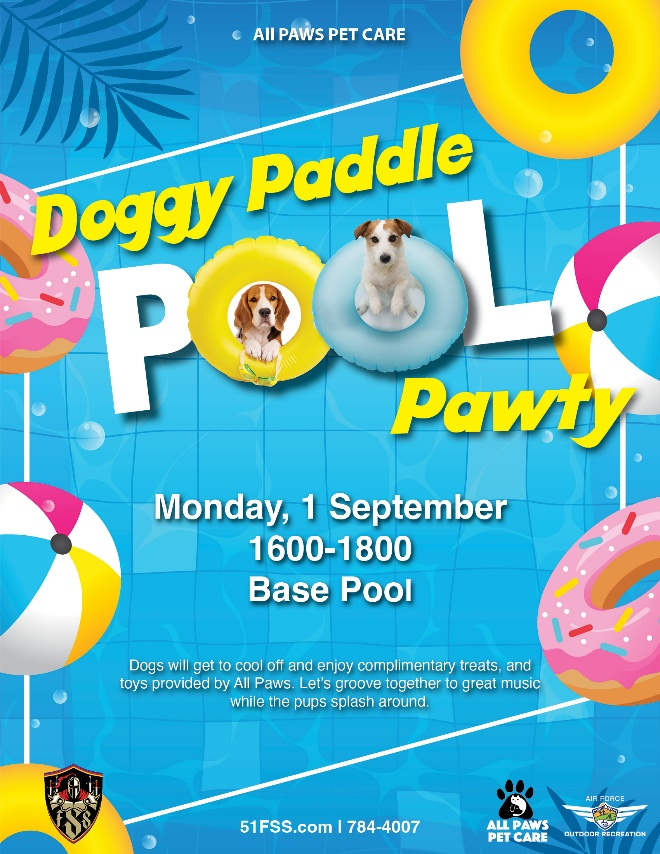 All PAWS PET CARE
Doggy Paddle
POOL
Pawty
Monday, 1 September
1600-1800
Base Pool
Dogs will get to cool off and enjoy complimentary treats, and
toys provided by All Paws. Let's groove together to great music
while the pups splash around.
FSS
51FSS.com | 784-4007
ALL PAWS
PET CARE
AIR FORCE
OUTDOOR RECREATION